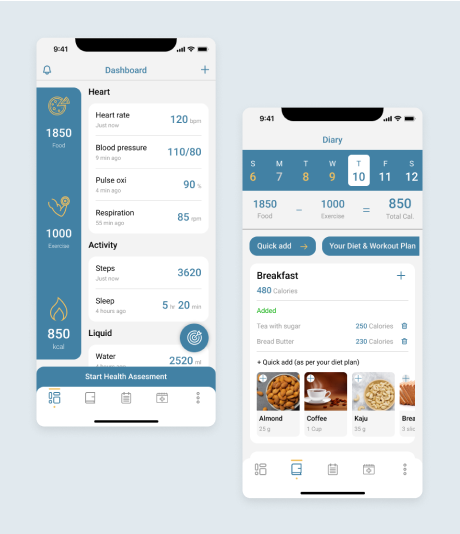 9:41
Dashboard
1850
Food
1000
Exercise
850
kcal
Heart
Heart rate
Just now
120 bpm
Blood pressure
9 min ago
110/80
Pulse oxi
4 min ago
90 %
Respiration
55 min ago
85 rpm
Activity
Steps
Just now
3620
Sleep
4 hours ago
5 hr 20 min
Liquid
Water
4 hours ago
2520 ml
Start Health Assesment
9:41
Diary
S M T W T F S
6 7 8 9 10 11 12
1850 – 1000 = 850
Food Exercise Total Cal.
Quick add →
Your Diet & Workout Plan
Breakfast +
480 Calories
Added
Tea with sugar 250 Calories
Bread Butter 230 Calories
+ Quick add (as per your diet plan)
Almond Coffee Kaju Brea
25 g 1 Cup 35 g 3 slic